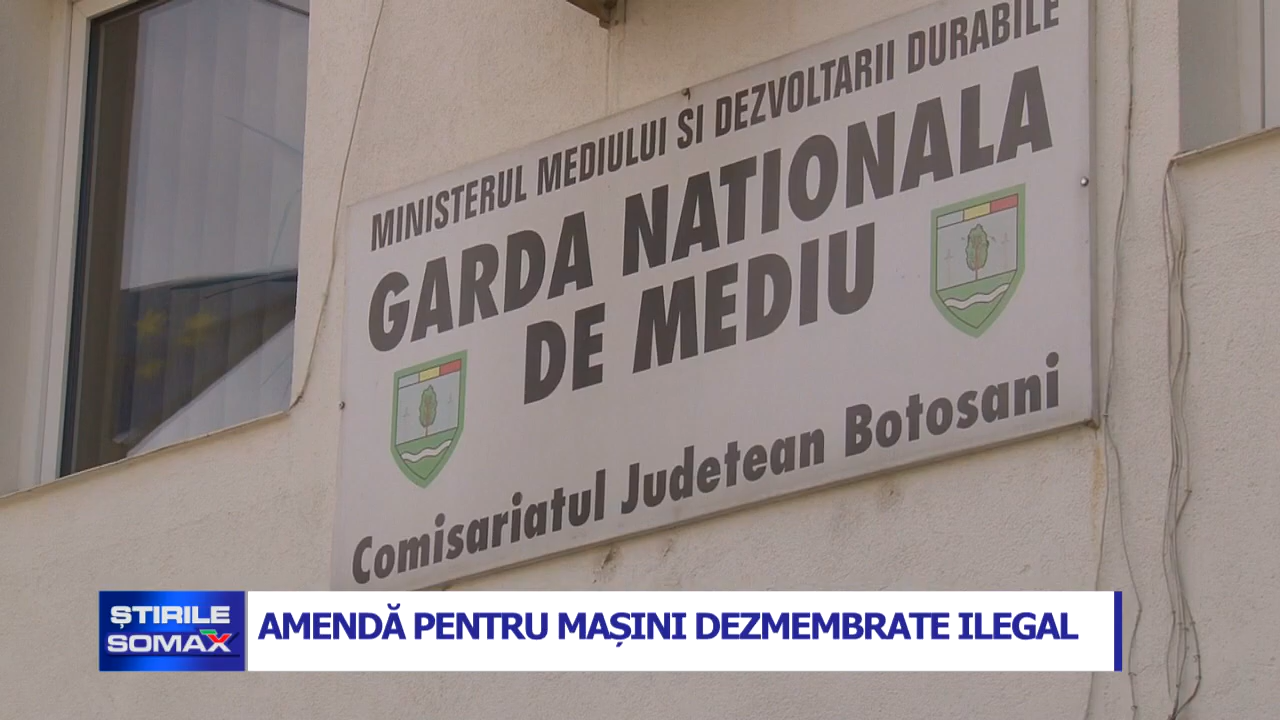 MINISTERUL MEDIULUI SI DEZVOLTARII DURABILE
GARDA NATIONALA
DE MEDIU
Comisariatul Judetean Botosani
ȘTIRILE
SOMAX
AMENDĂ PENTRU MAȘINI DEZMEMBRATE ILEGAL